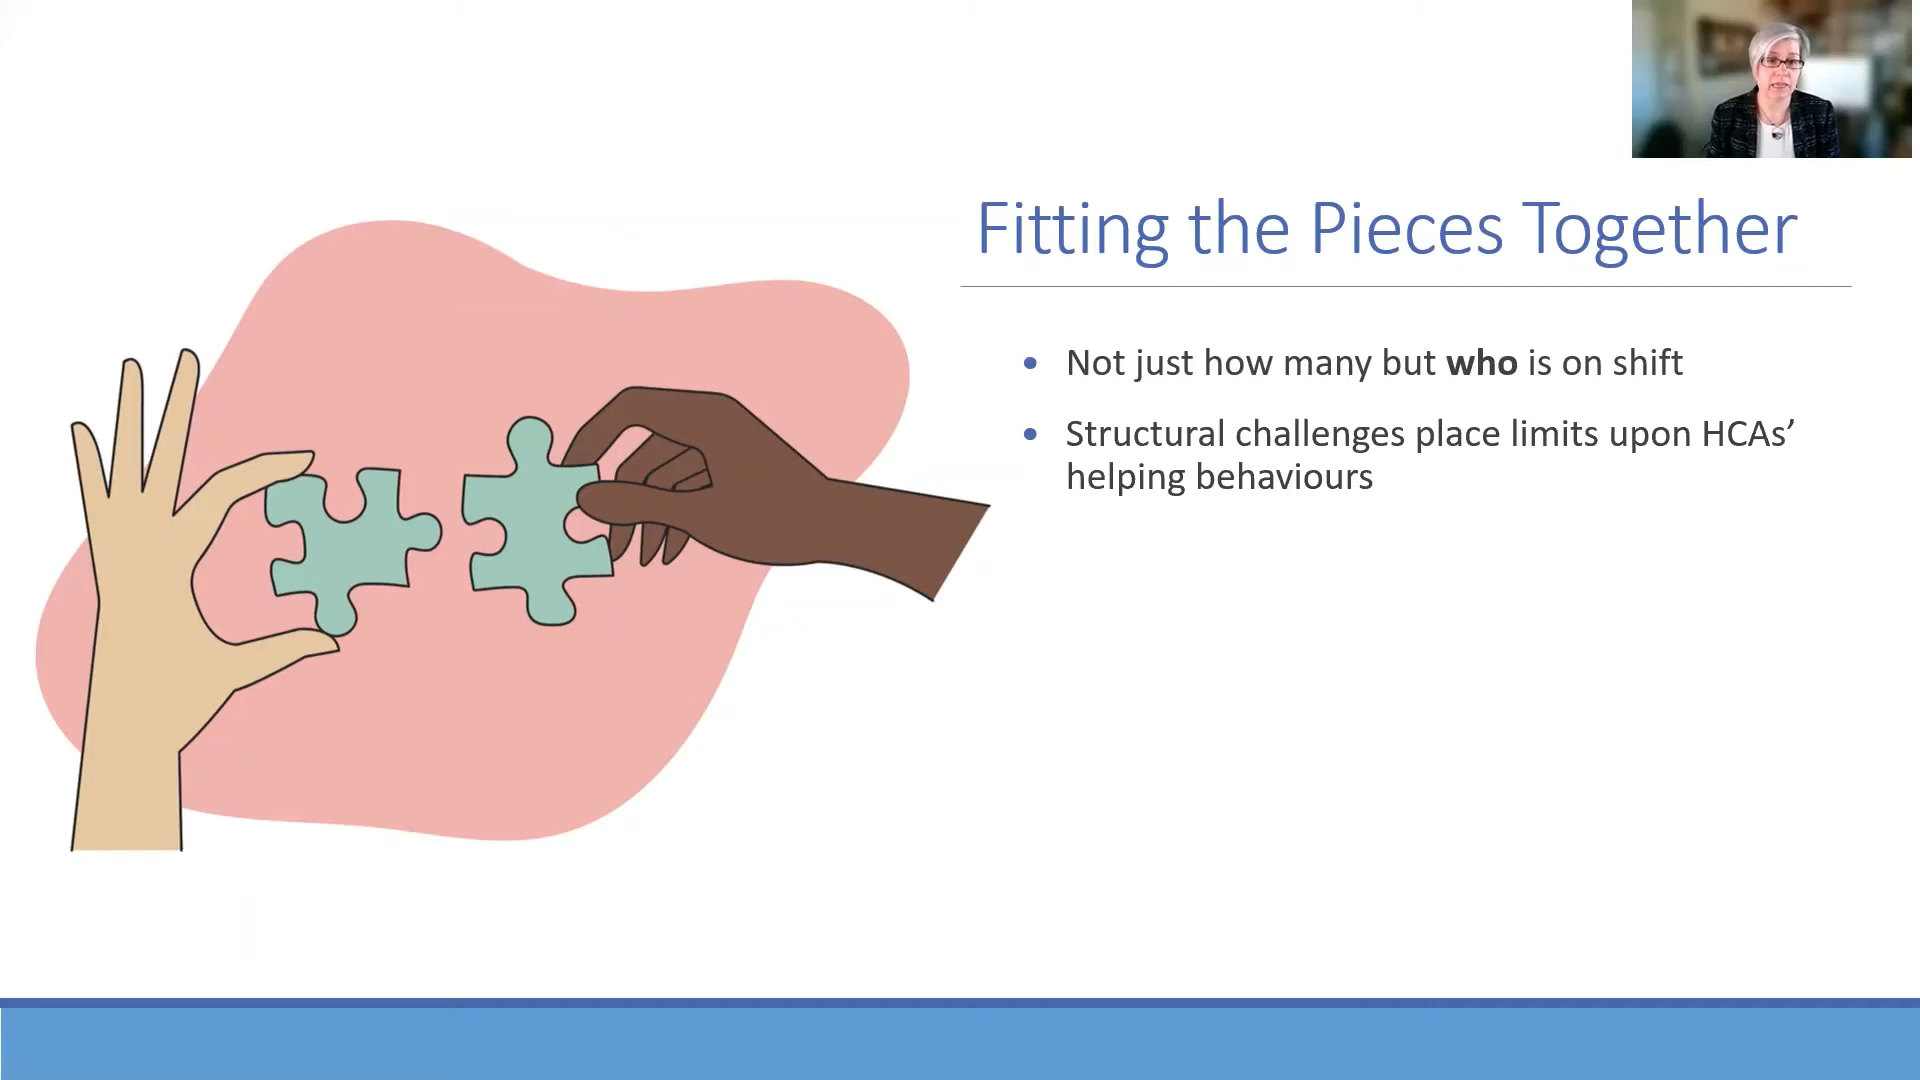 Fitting the Pieces Together
• Not just how many but who is on shift
• Structural challenges place limits upon HCAs’
helping behaviours